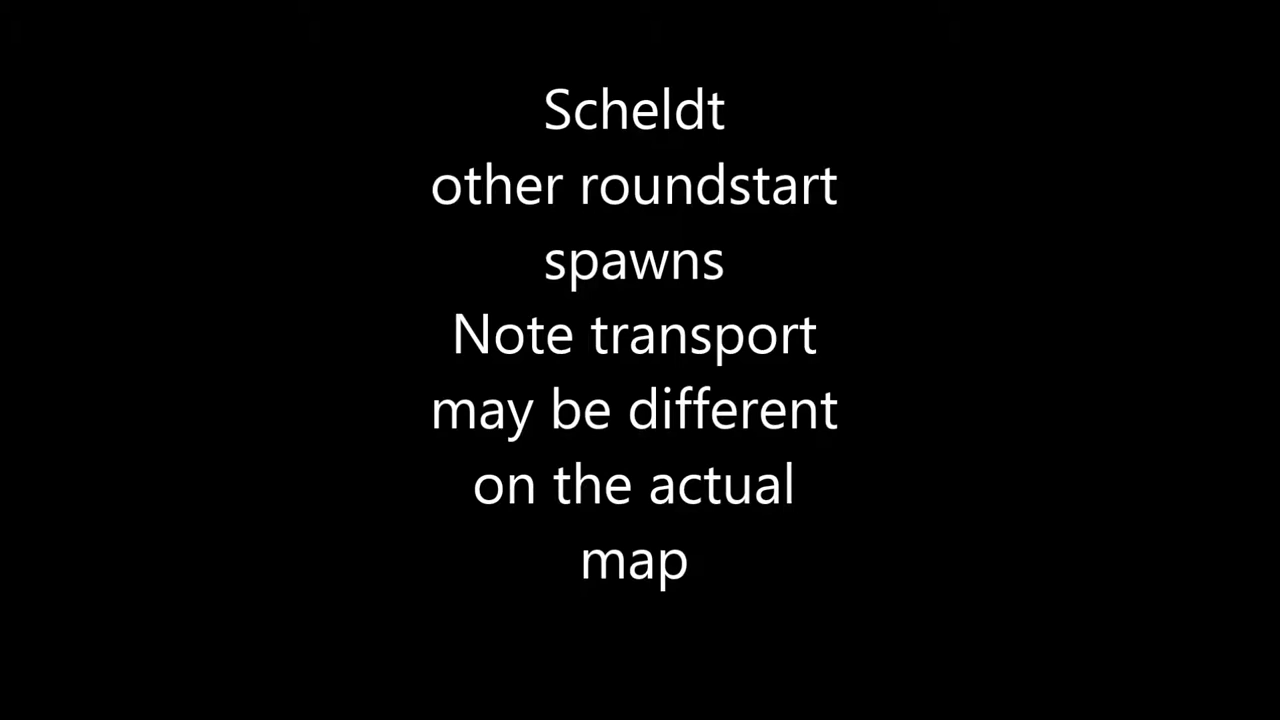 Scheldt
other roundstart
spawns
Note transport
may be different
on the actual
map